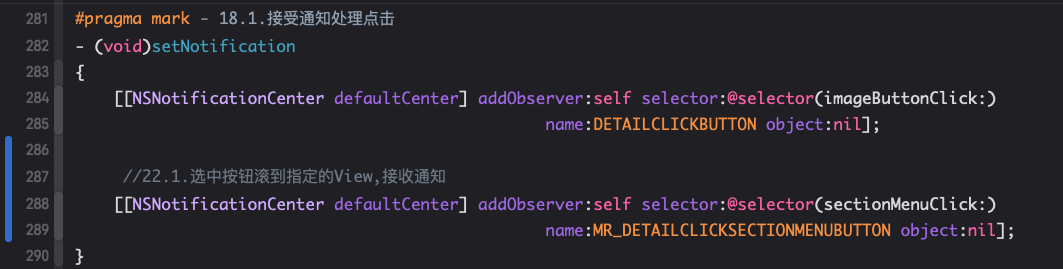 281 #pragma mark - 18.1.接受通知处理点击
282 - (void)setNotification
283 {
284     [[NSNotificationCenter defaultCenter] addObserver:self selector:@selector(imageButtonClick:)
285                                                  name:DETAILCLICKBUTTON object:nil];
286
287      //22.1.选中按钮滚到指定的View,接收通知
288     [[NSNotificationCenter defaultCenter] addObserver:self selector:@selector(sectionMenuClick:)
289                                                  name:MR_DETAILCLICKSECTIONMENUBUTTON object:nil];
290 }